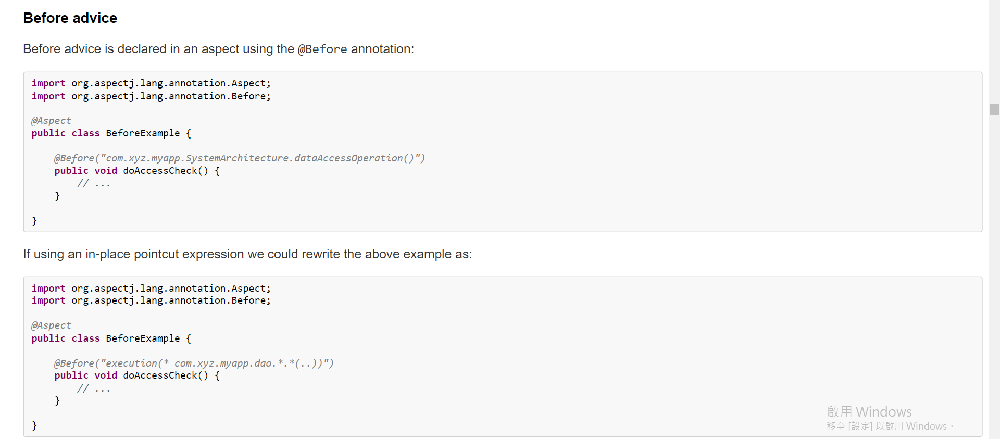 Before advice
Before advice is declared in an aspect using the @Before annotation:
import org.aspectj.lang.annotation.Aspect;
import org.aspectj.lang.annotation.Before;
@Aspect
public class BeforeExample {
@Before("com.xyz.myapp.SystemArchitecture.dataAccessOperation()")
public void doAccessCheck() {
// ...
}
}
If using an in-place pointcut expression we could rewrite the above example as:
import org.aspectj.lang.annotation.Aspect;
import org.aspectj.lang.annotation.Before;
@Aspect
public class BeforeExample {
@Before("execution(* com.xyz.myapp.dao.*.*(..))")
public void doAccessCheck() {
// ...
}
}
啟用 Windows
移至 [設定] 以啟用 Windows。